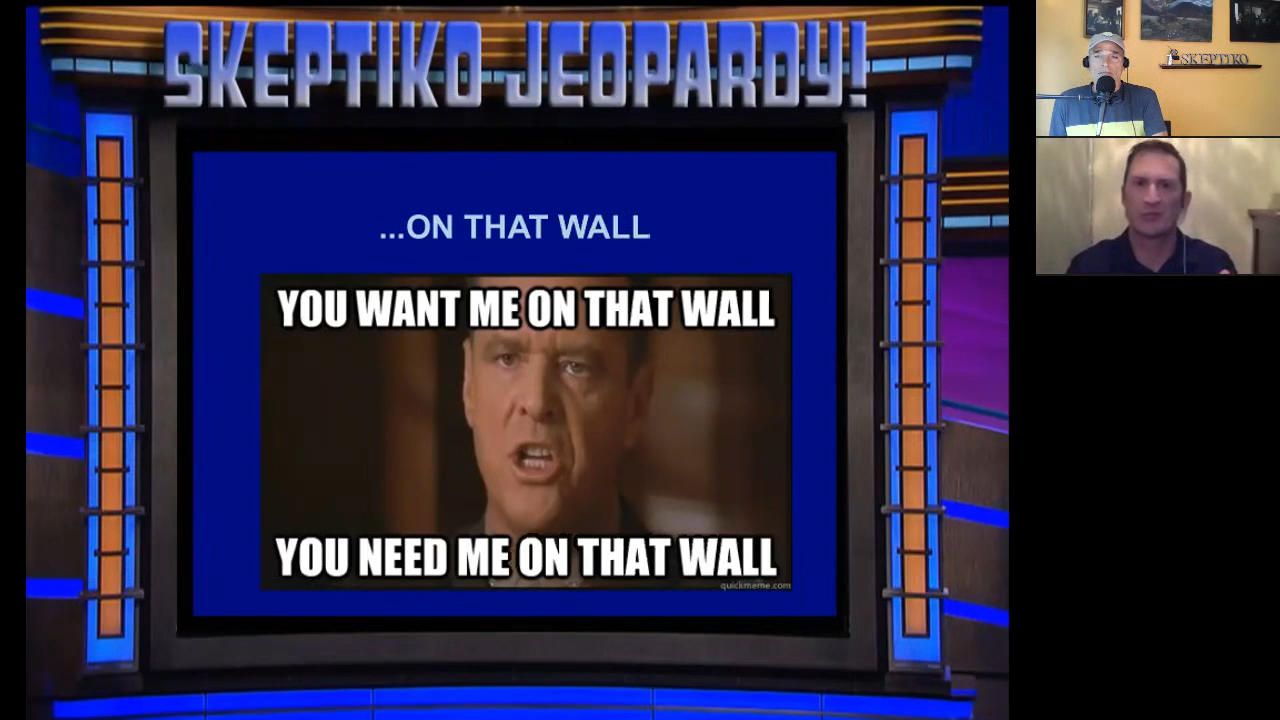 SKEPTIKO JEOPARDY!
SKEPTIKO
...ON THAT WALL
YOU WANT ME ON THAT WALL
YOU NEED ME ON THAT WALL
quickmeme.com